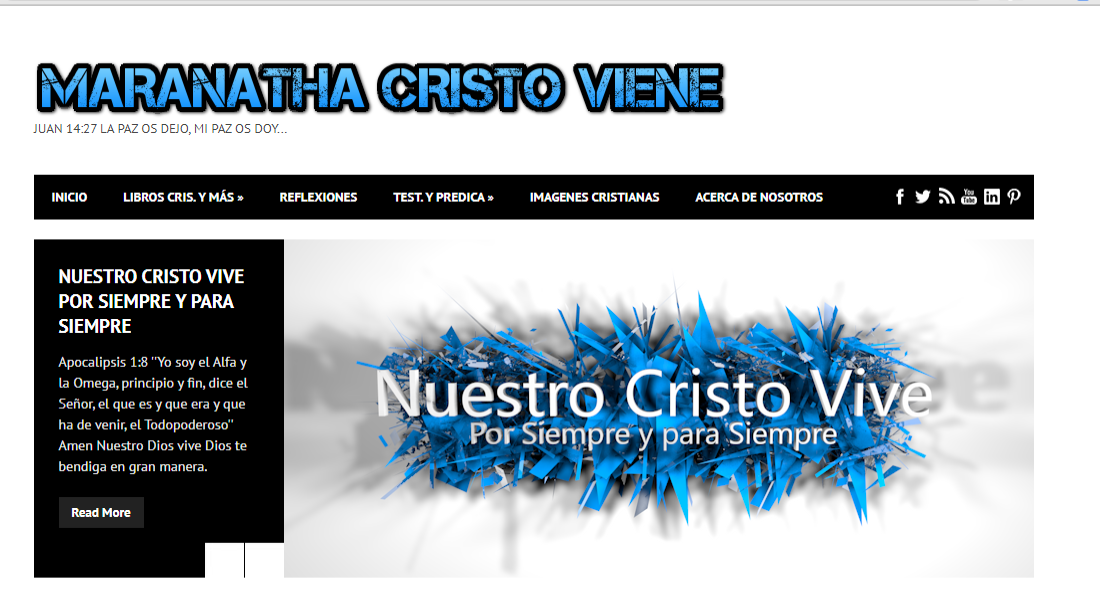 MARANATHA CRISTO VIENE
JUAN 14:27 LA PAZ OS DEJO, MI PAZ OS DOY...
INICIO LIBROS CRIS. Y MÁS » REFLEXIONES TEST. Y PREDICA » IMAGENES CRISTIANAS ACERCA DE NOSOTROS You Tube in
NUESTRO CRISTO VIVE
POR SIEMPRE Y PARA
SIEMPRE
Apocalipsis 1:8 "Yo soy el Alfa y
la Omega, principio y fin, dice el
Señor, el que es y que era y que
ha de venir, el Todopoderoso"
Amen Nuestro Dios vive Dios te
bendiga en gran manera.
Read More
Nuestro Cristo Vive
Por Siempre y para Siempre